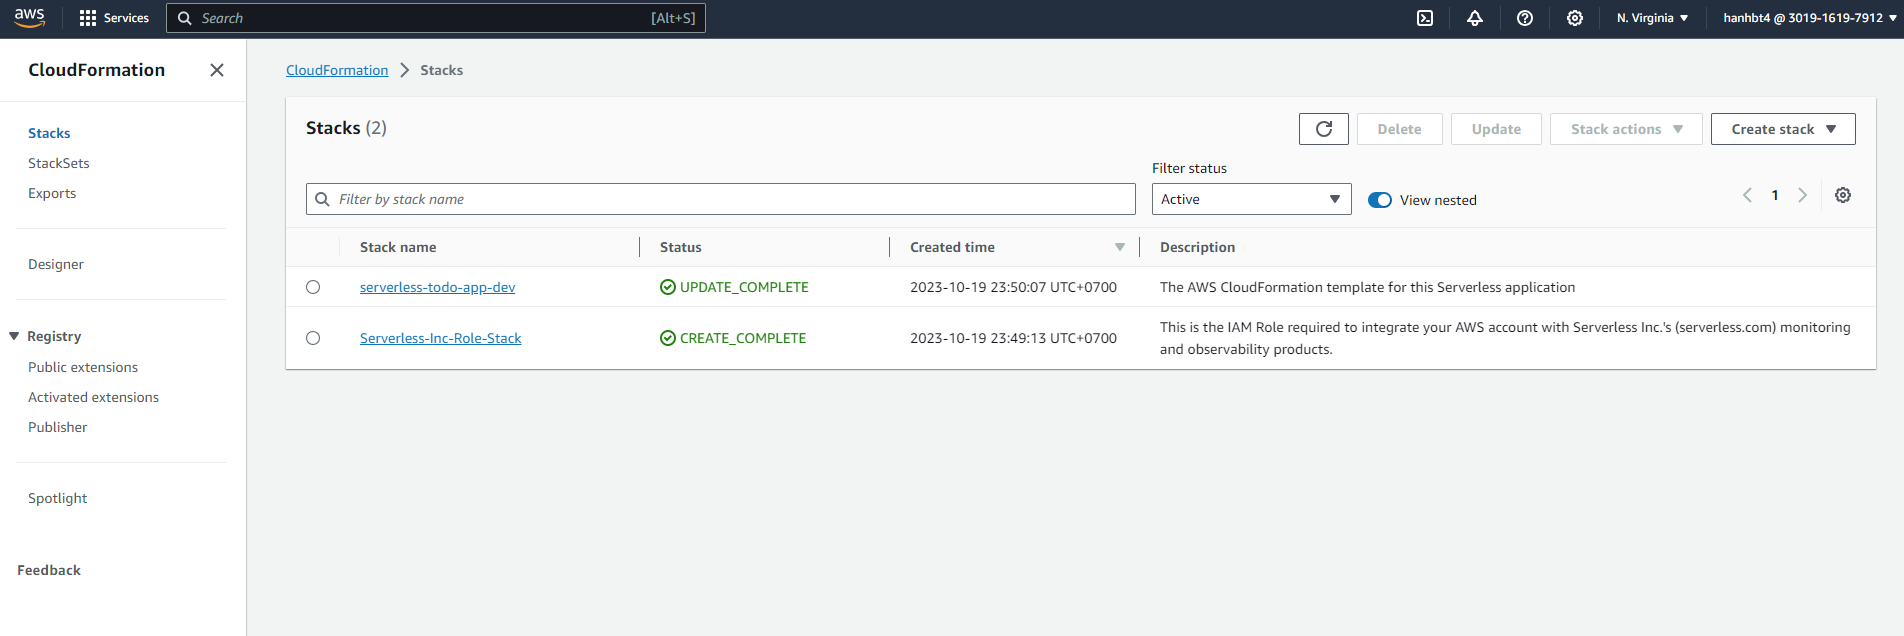 aws
Services
Search [Alt+S]
N. Virginia
hanhbt4 @ 3019-1619-7912
CloudFormation
Stacks
StackSets
Exports
Designer
Registry
Public extensions
Activated extensions
Publisher
Spotlight
Feedback
CloudFormation Stacks
Stacks (2)
Delete
Update
Stack actions
Create stack
Filter by stack name
Filter status
Active
View nested
1
Stack name Status Created time Description
serverless-todo-app-dev UPDATE_COMPLETE 2023-10-19 23:50:07 UTC+0700 The AWS CloudFormation template for this Serverless application
Serverless-Inc-Role-Stack CREATE_COMPLETE 2023-10-19 23:49:13 UTC+0700 This is the IAM Role required to integrate your AWS account with Serverless Inc.'s (serverless.com) monitoring
and observability products.